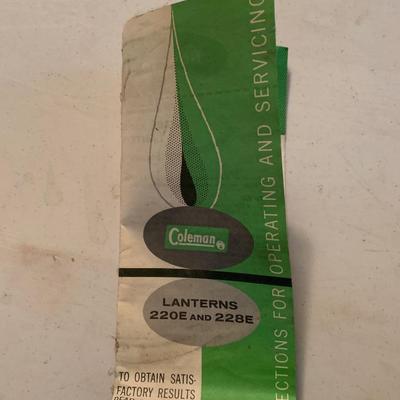 Coleman
LANTERNS
220E AND 228E
TO OBTAIN SATIS-
FACTORY RESULTS
ECTIONS FOR OPERATING AND SERVICING